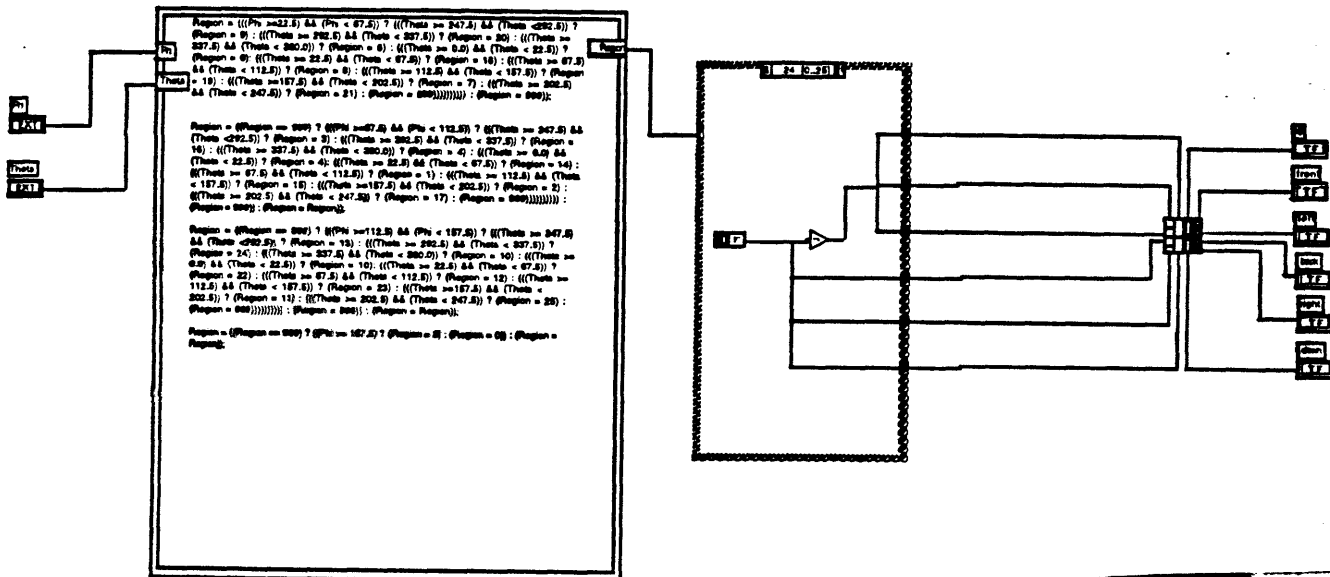 Region = (((Phi >=22.5) && (Phi < 67.5)) ? (((Theta >= 247.5) && (Theta <292.5)) ?
(Region = 9) : (((Theta >= 292.5) && (Theta < 337.5)) ? (Region = 20) : (((Theta >=
337.5) && (Theta < 360.0)) ? (Region = 6) : (((Theta >= 0.0) && (Theta < 22.5)) ?
(Region = 6): (((Theta >= 22.5) && (Theta < 67.5)) ? (Region = 18) : (((Theta >= 67.5)
&& (Theta < 112.5)) ? (Region = 8) : (((Theta >= 112.5) && (Theta < 157.5)) ? (Region
= 19) : (((Theta >=157.5) && (Theta < 202.5)) ? (Region = 7) : (((Theta >= 202.5)
&& (Theta < 247.5)) ? (Region = 21) : (Region = 999)))))))))) : (Region = 999));
Region = ((Region == 999) ? (((Phi >=67.5) && (Phi < 112.5)) ? (((Theta >= 247.5) &&
(Theta <292.5)) ? (Region = 3) : (((Theta >= 292.5) && (Theta < 337.5)) ? (Region =
16) : (((Theta >= 337.5) && (Theta < 360.0)) ? (Region = 4) : (((Theta >= 0.0) &&
(Theta < 22.5)) ? (Region = 4): (((Theta >= 22.5) && (Theta < 67.5)) ? (Region = 14) :
(((Theta >= 67.5) && (Theta < 112.5)) ? (Region = 1) : (((Theta >= 112.5) && (Theta
< 157.5)) ? (Region = 15) : (((Theta >=157.5) && (Theta < 202.5)) ? (Region = 2) :
(((Theta >= 202.5) && (Theta < 247.5)) ? (Region = 17) : (Region = 999)))))))))) :
(Region = 999)) : (Region = Region));
Region = ((Region == 999) ? (((Phi >=112.5) && (Phi < 157.5)) ? (((Theta >= 247.5)
&& (Theta <292.5)) ? (Region = 13) : (((Theta >= 292.5) && (Theta < 337.5)) ?
(Region = 24) : (((Theta >= 337.5) && (Theta < 360.0)) ? (Region = 10) : (((Theta >=
0.0) && (Theta < 22.5)) ? (Region = 10): (((Theta >= 22.5) && (Theta < 67.5)) ?
(Region = 22) : (((Theta >= 67.5) && (Theta < 112.5)) ? (Region = 12) : (((Theta >=
112.5) && (Theta < 157.5)) ? (Region = 23) : (((Theta >=157.5) && (Theta <
202.5)) ? (Region = 11) : (((Theta >= 202.5) && (Theta < 247.5)) ? (Region = 25) :
(Region = 999)))))))))) : (Region = 999)) : (Region = Region));
Region = ((Region == 999) ? ((Phi >= 157.5) ? (Region = 5) : (Region = 0)) : (Region =
Region));
Phi
Theta
Region
Phi
EXT
Theta
EXT
24 [0..25]
F
TF
front
TF
left
TF
back
TF
right
TF
down
TF